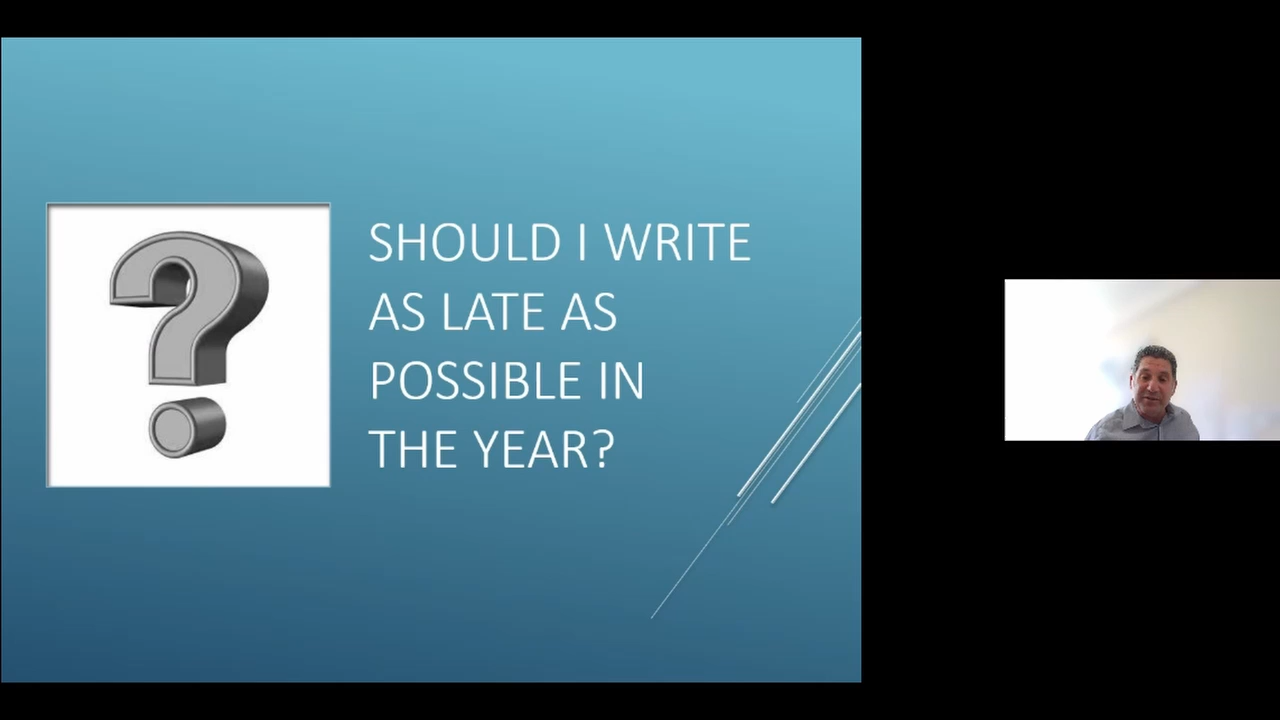 SHOULD I WRITE
AS LATE AS
POSSIBLE IN
THE YEAR?